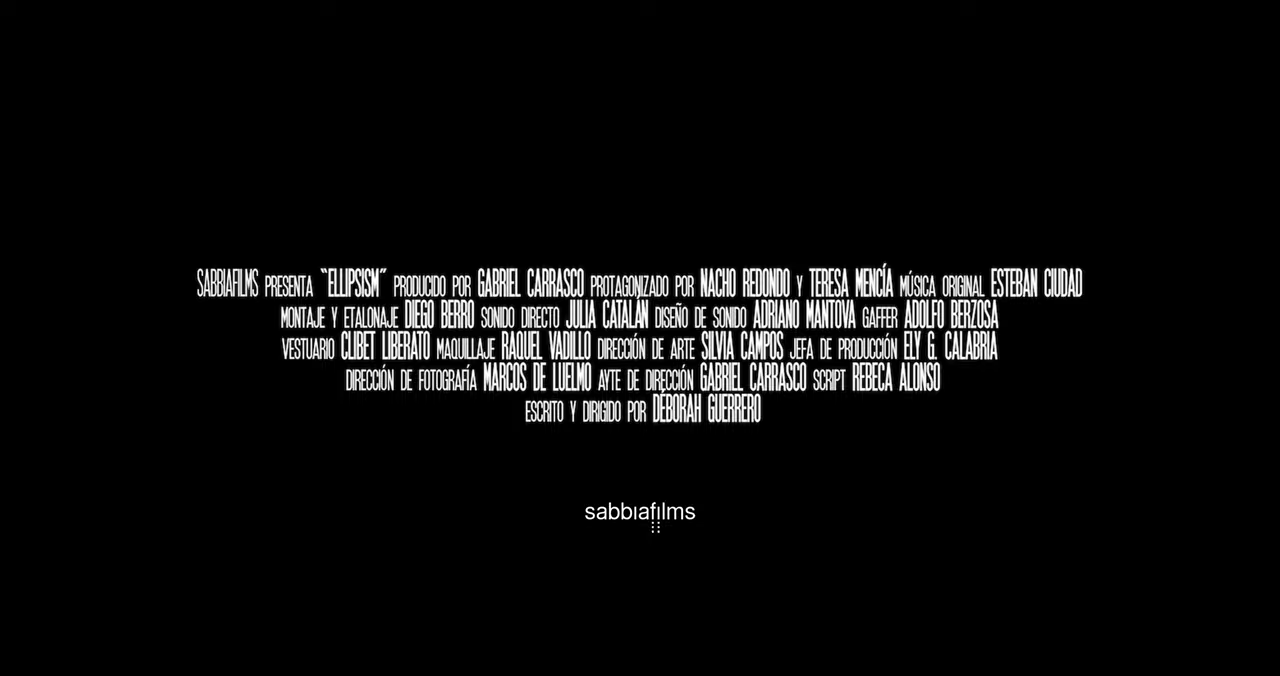 SABBIAFILMS PRESENTA "ELLIPSISM" PRODUCIDO POR GABRIEL CARRASCO PROTAGONIZADO POR NACHO REDONDO Y TERESA MENCÍA MÚSICA ORIGINAL ESTEBAN CIUDAD
MONTAJE Y ETALONAJE DIEGO BERRO SONIDO DIRECTO JULIA CATALÁN DISEÑO DE SONIDO ADRIANO MANTOVA GAFFER ADOLFO BERZOSA
VESTUARIO CLIBET LIBERATO MAQUILLAJE RAQUEL VADILLO DIRECCIÓN DE ARTE SILVIA CAMPOS JEFA DE PRODUCCIÓN ELY G. CALABRIA
DIRECCIÓN DE FOTOGRAFÍA MARCOS DE LUELMO AYTE DE DIRECCIÓN GABRIEL CARRASCO SCRIPT REBECA ALONSO
ESCRITO Y DIRIGIDO POR DÉBORAH GUERRERO
sabbıafılms